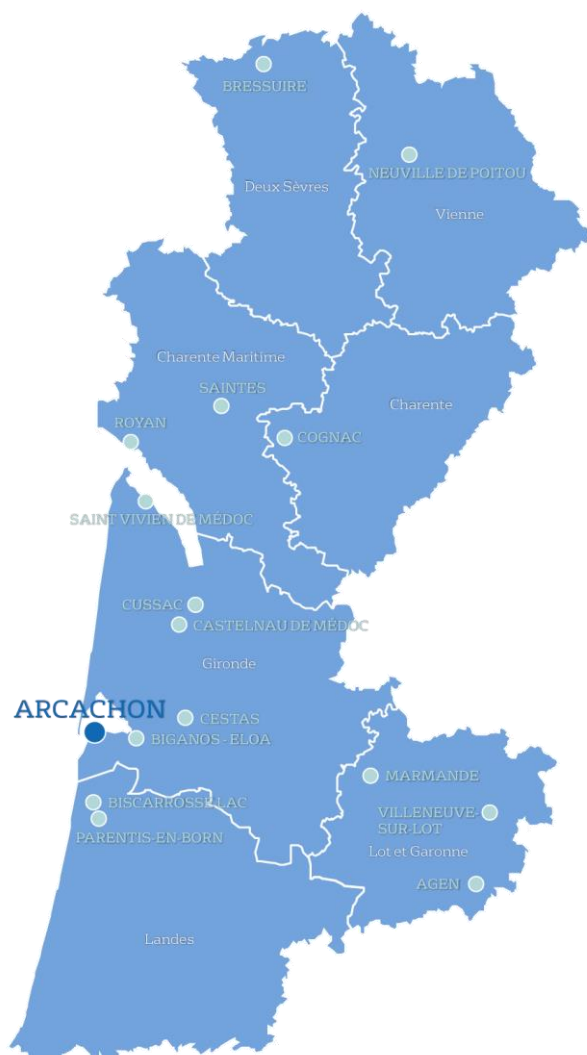 BRESSUIRE
NEUVILLE DE POITOU
Deux Sèvres
Vienne
Charente Maritime
SAINTES
Charente
ROYAN
COGNAC
SAINT VIVIEN DE MÉDOC
CUSSAC
CASTELNAU DE MÉDOC
Gironde
ARCACHON
CESTAS
BIGANOS - ELOA
MARMANDE
BISCARROSSE LAC
VILLENEUVE-
SUR-LOT
PARENTIS-EN-BORN
Lot et Garonne
AGEN
Landes